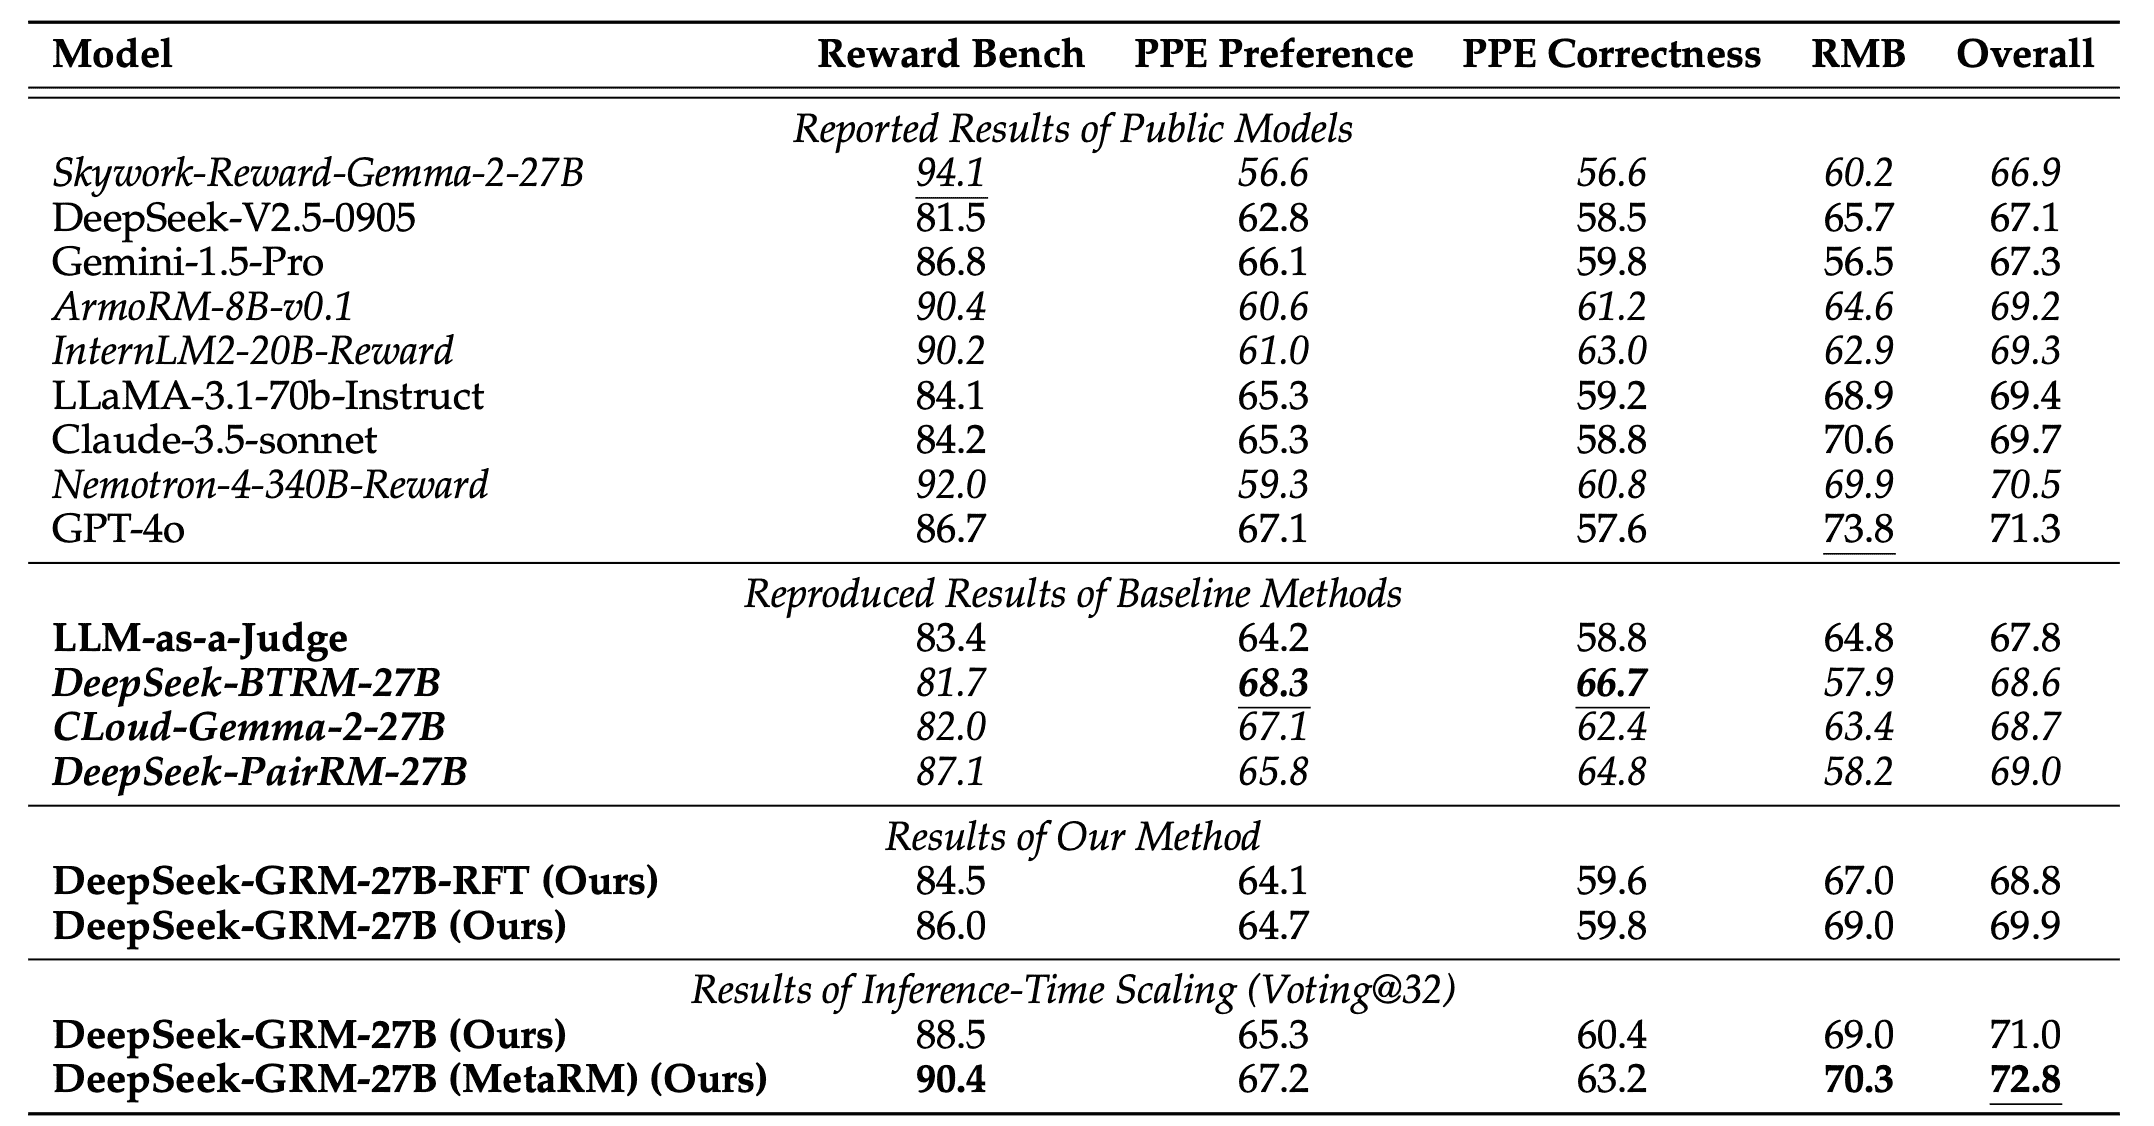 Model Reward Bench PPE Preference PPE Correctness RMB Overall
Reported Results of Public Models
Skywork-Reward-Gemma-2-27B 94.1 56.6 56.6 60.2 66.9
DeepSeek-V2.5-0905 81.5 62.8 58.5 65.7 67.1
Gemini-1.5-Pro 86.8 66.1 59.8 56.5 67.3
ArmoRM-8B-v0.1 90.4 60.6 61.2 64.6 69.2
InternLM2-20B-Reward 90.2 61.0 63.0 62.9 69.3
LLaMA-3.1-70b-Instruct 84.1 65.3 59.2 68.9 69.4
Claude-3.5-sonnet 84.2 65.3 58.8 70.6 69.7
Nemotron-4-340B-Reward 92.0 59.3 60.8 69.9 70.5
GPT-4o 86.7 67.1 57.6 73.8 71.3
Reproduced Results of Baseline Methods
LLM-as-a-Judge 83.4 64.2 58.8 64.8 67.8
DeepSeek-BTRM-27B 81.7 68.3 66.7 57.9 68.6
CLoud-Gemma-2-27B 82.0 67.1 62.4 63.4 68.7
DeepSeek-PairRM-27B 87.1 65.8 64.8 58.2 69.0
Results of Our Method
DeepSeek-GRM-27B-RFT (Ours) 84.5 64.1 59.6 67.0 68.8
DeepSeek-GRM-27B (Ours) 86.0 64.7 59.8 69.0 69.9
Results of Inference-Time Scaling (Voting@32)
DeepSeek-GRM-27B (Ours) 88.5 65.3 60.4 69.0 71.0
DeepSeek-GRM-27B (MetaRM) (Ours) 90.4 67.2 63.2 70.3 72.8